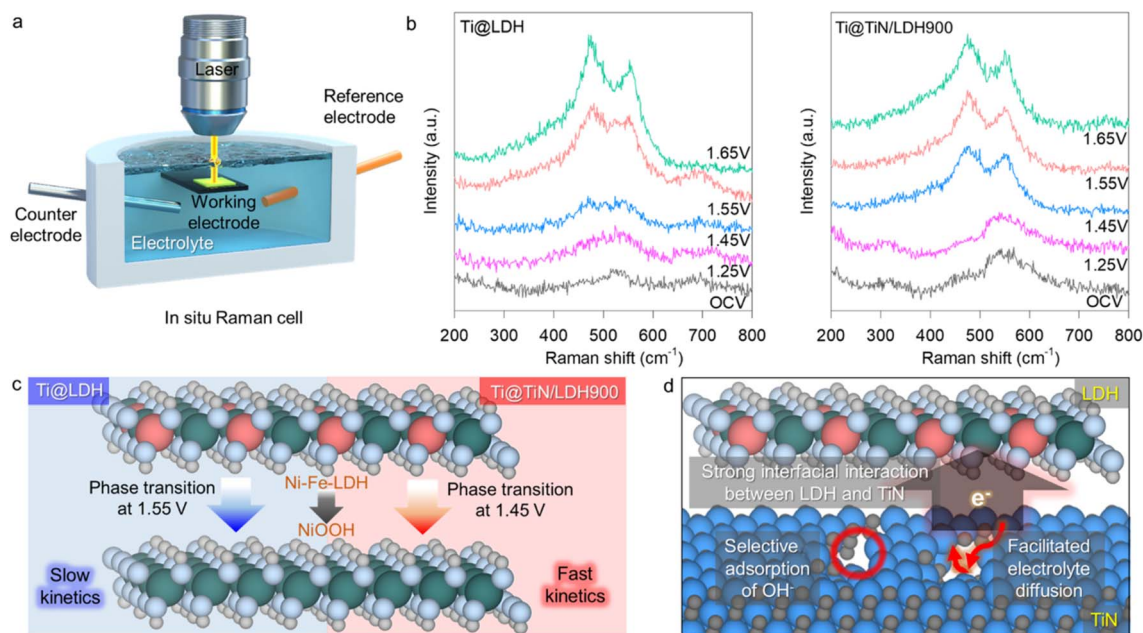 a
Laser
Reference
electrode
Counter
electrode
Working
electrode
Electrolyte
In situ Raman cell
b
Ti@LDH
Intensity (a.u.)
1.65V
1.55V
1.45V
1.25V
OCV
200 300 400 500 600 700 800
Raman shift (cm⁻¹)
Ti@TiN/LDH900
Intensity (a.u.)
1.65V
1.55V
1.45V
1.25V
OCV
200 300 400 500 600 700 800
Raman shift (cm⁻¹)
c
Ti@LDH
Ti@TiN/LDH900
Phase transition
at 1.55 V
Ni-Fe-LDH
NiOOH
Phase transition
at 1.45 V
Slow
kinetics
Fast
kinetics
d
LDH
Strong interfacial interaction
between LDH and TiN
e⁻
Selective
adsorption
of OH⁻
Facilitated
electrolyte
diffusion
TiN